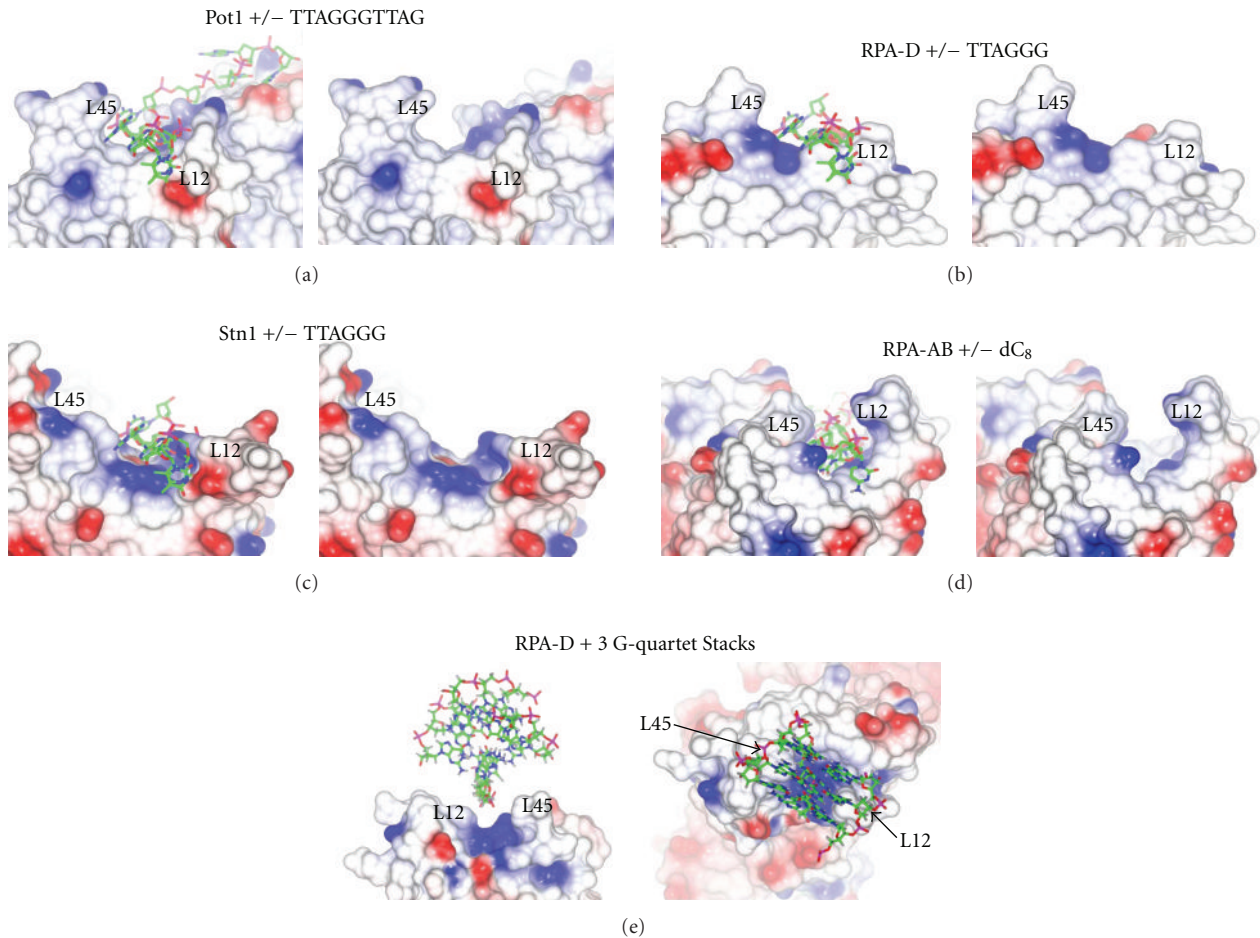 Pot1 +/− TTAGGGTTAG
L45
L12
L45
L12
(a)
RPA-D +/− TTAGGG
L45
L12
L45
L12
(b)
Stn1 +/− TTAGGG
L45
L12
L45
L12
(c)
RPA-AB +/− dC₈
L45
L12
L45
L12
(d)
RPA-D + 3 G-quartet Stacks
L12
L45
L45
L12
(e)